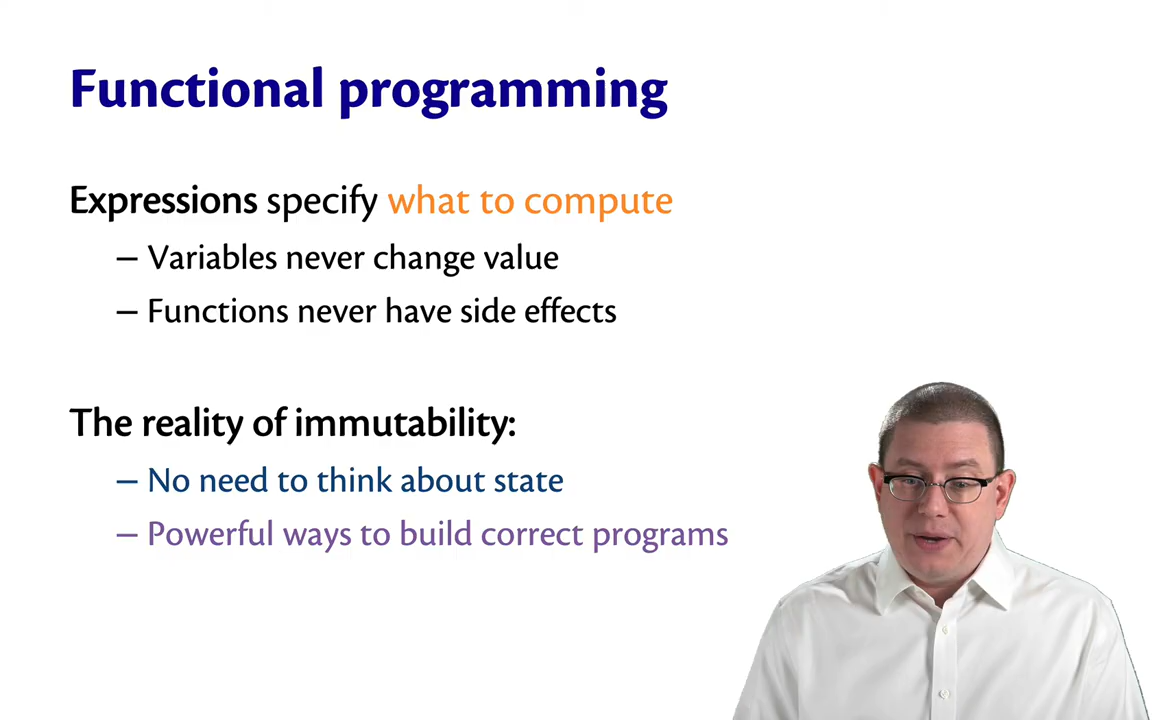 Functional programming
Expressions specify what to compute
– Variables never change value
– Functions never have side effects
The reality of immutability:
– No need to think about state
– Powerful ways to build correct programs